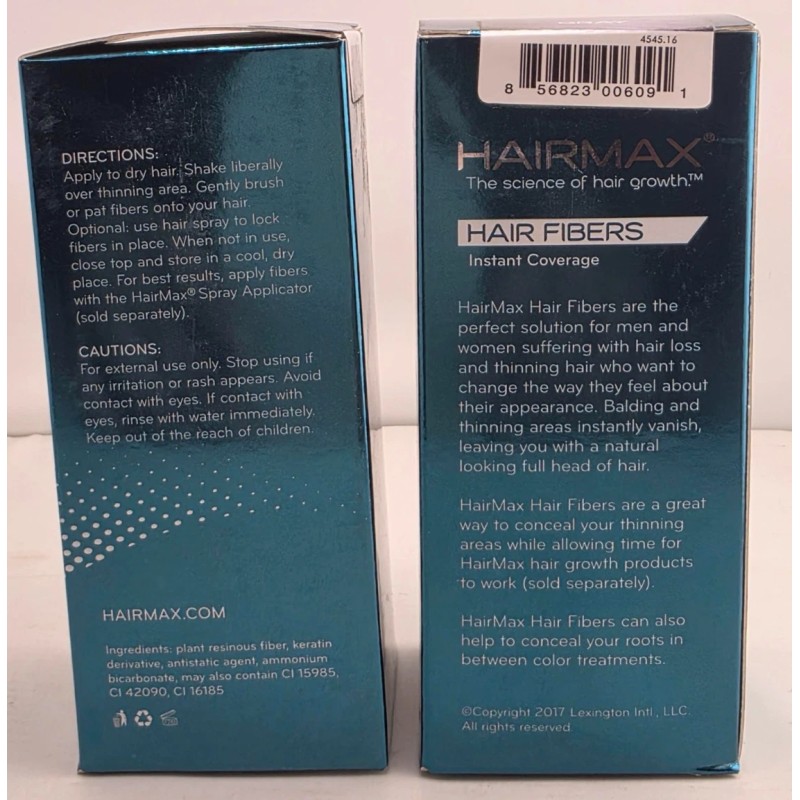 DIRECTIONS:
Apply to dry hair. Shake liberally
over thinning area. Gently brush
or pat fibers onto your hair.
Optional: use hair spray to lock
fibers in place. When not in use,
close top and store in a cool, dry
place. For best results, apply fibers
with the HairMax® Spray Applicator
(sold separately).
CAUTIONS:
For external use only. Stop using if
any irritation or rash appears. Avoid
contact with eyes. If contact with
eyes, rinse with water immediately.
Keep out of the reach of children.
HAIRMAX.COM
Ingredients: plant resinous fiber, keratin
derivative, antistatic agent, ammonium
bicarbonate, may also contain CI 15985,
CI 42090, CI 16185
4545.16
8 56823 00609 1
HAIRMAX®
The science of hair growth.™
HAIR FIBERS
Instant Coverage
HairMax Hair Fibers are the
perfect solution for men and
women suffering with hair loss
and thinning hair who want to
change the way they feel about
their appearance. Balding and
thinning areas instantly vanish,
leaving you with a natural
looking full head of hair.
HairMax Hair Fibers are a great
way to conceal your thinning
areas while allowing time for
HairMax hair growth products
to work (sold separately).
HairMax Hair Fibers can also
help to conceal your roots in
between color treatments.
©Copyright 2017 Lexington Intl., LLC.
All rights reserved.